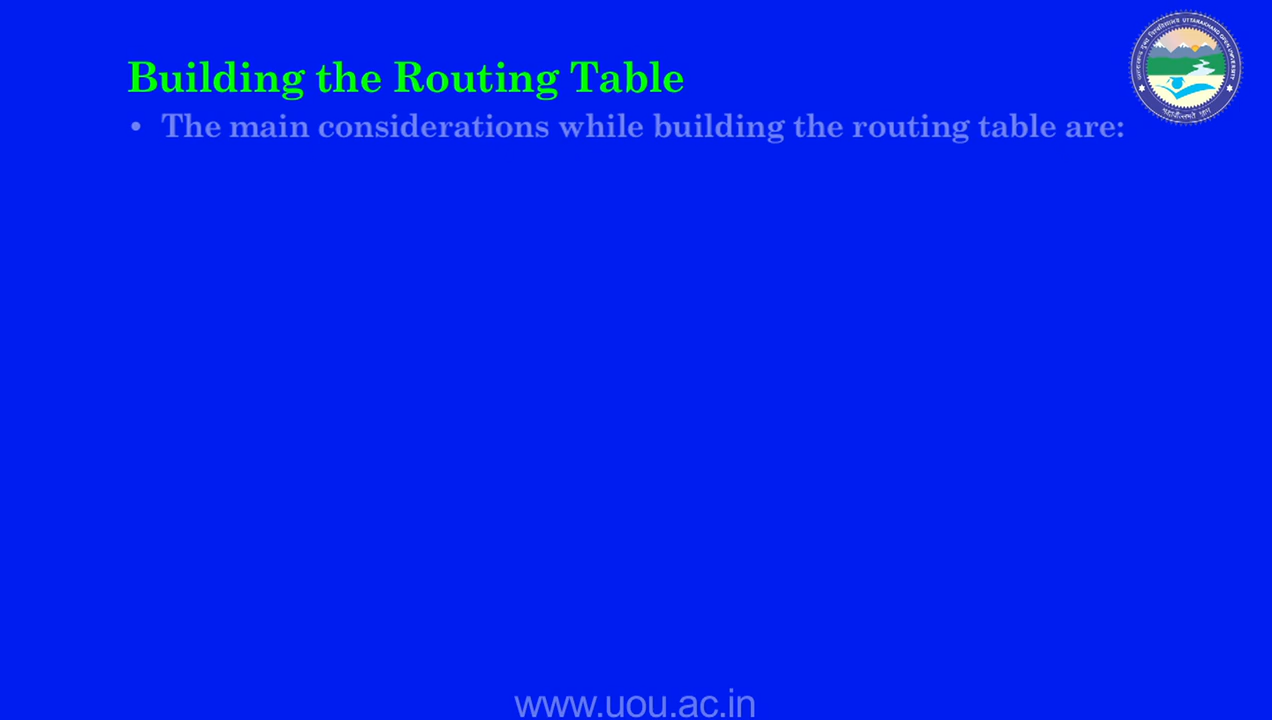 Building the Routing Table
• The main considerations while building the routing table are:
www.uou.ac.in